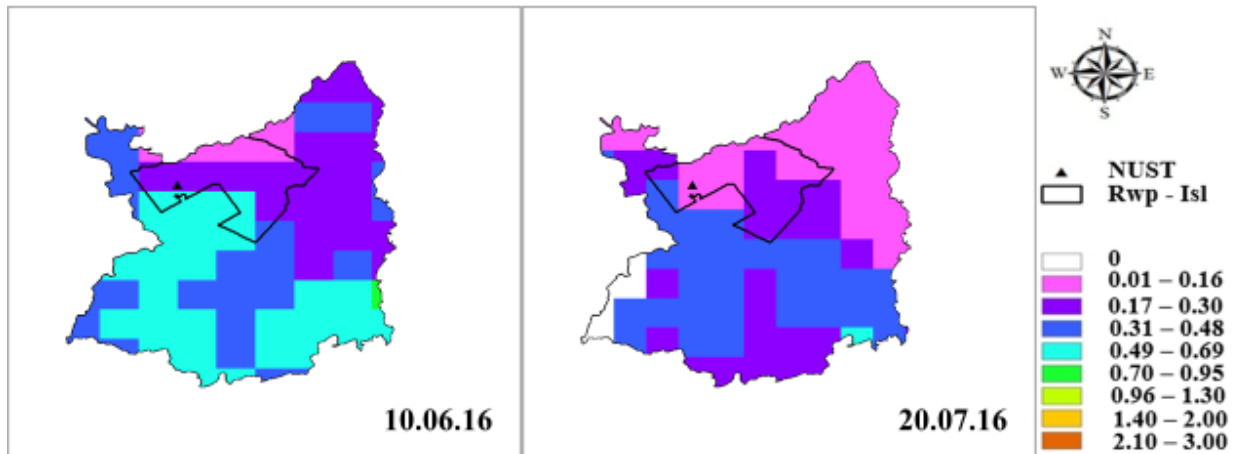 10.06.16
20.07.16
N
W E
S
NUST
Rwp - Isl
0
0.01 – 0.16
0.17 – 0.30
0.31 – 0.48
0.49 – 0.69
0.70 – 0.95
0.96 – 1.30
1.40 – 2.00
2.10 – 3.00